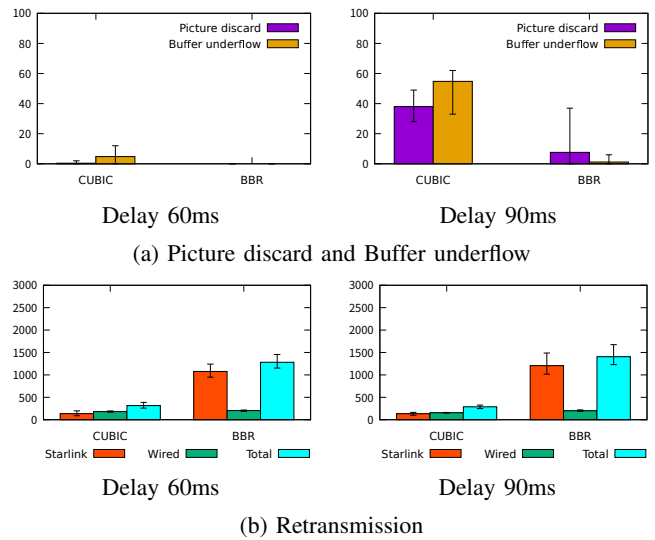 100
80
60
40
20
0
Picture discard
Buffer underflow
CUBIC BBR
Delay 60ms
100
80
60
40
20
0
Picture discard
Buffer underflow
CUBIC BBR
Delay 90ms
(a) Picture discard and Buffer underflow
3000
2500
2000
1500
1000
500
0
CUBIC BBR
Starlink Wired Total
Delay 60ms
3000
2500
2000
1500
1000
500
0
CUBIC BBR
Starlink Wired Total
Delay 90ms
(b) Retransmission